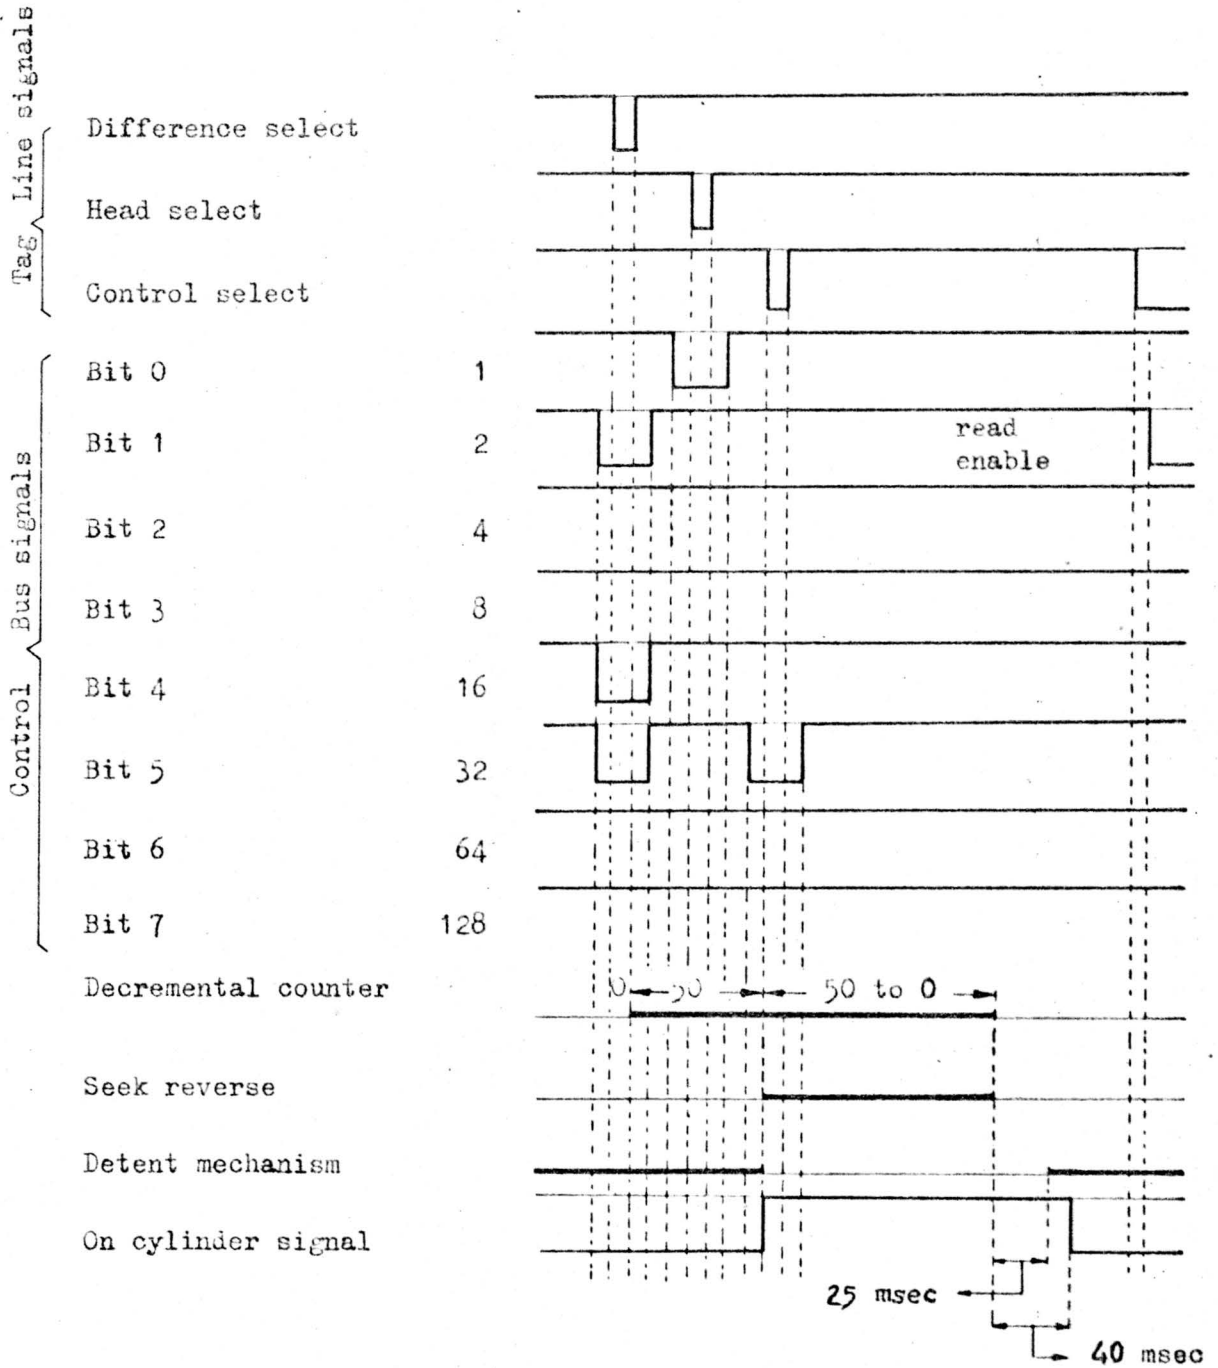 Tag Line signals
Difference select
Head select
Control select
Control Bus signals
Bit 0 1
Bit 1 2
read
enable
Bit 2 4
Bit 3 8
Bit 4 16
Bit 5 32
Bit 6 64
Bit 7 128
Decremental counter 0 50 50 to 0
Seek reverse
Detent mechanism
On cylinder signal
25 msec
40 msec